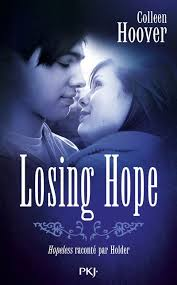 Colleen
Hoover
Losing Hope
Hopeless raconté par Holder
PKJ.